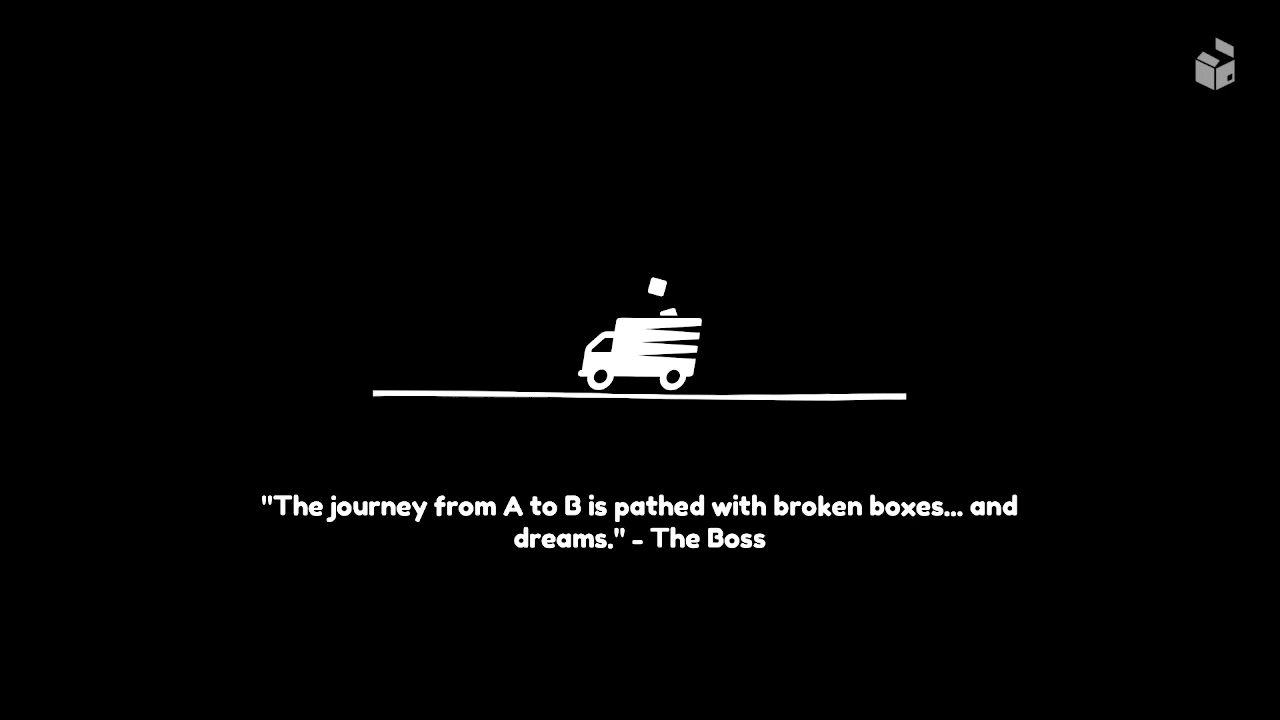 "The journey from A to B is pathed with broken boxes... and
dreams." - The Boss